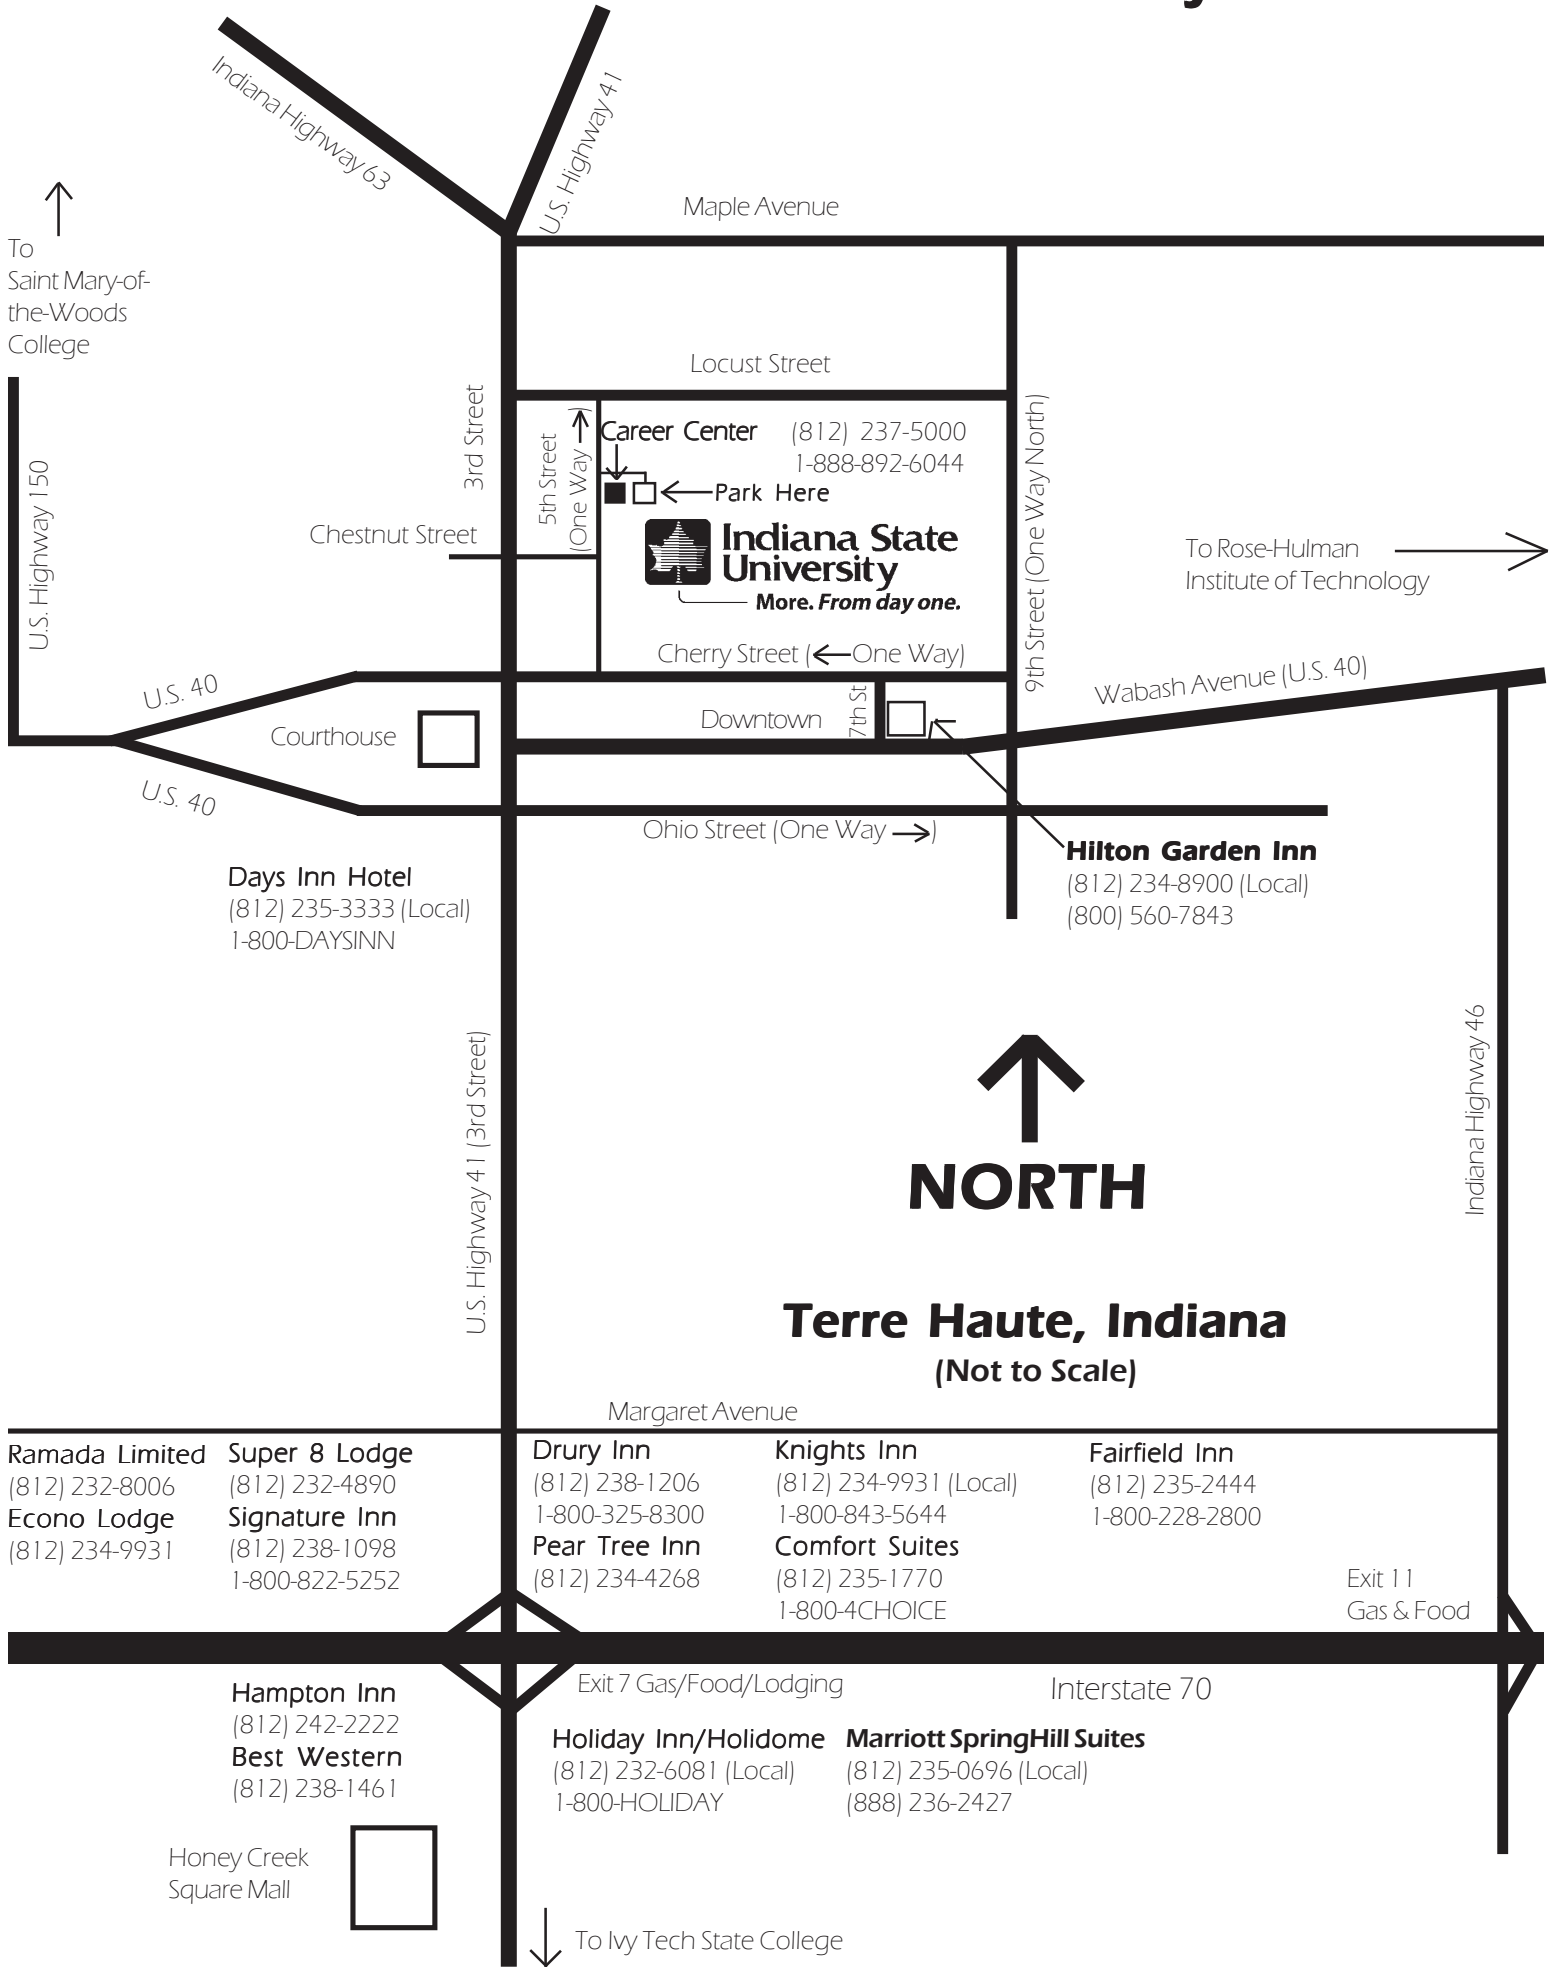 Indiana Highway 63
U.S. Highway 41
Maple Avenue
To
Saint Mary-of-
the-Woods
College
Locust Street
3rd Street
5th Street
(One Way )
Career Center
(812) 237-5000
1-888-892-6044
Park Here
9th Street (One Way North)
U.S. Highway 150
Chestnut Street
Indiana State
University
More. From day one.
To Rose-Hulman
Institute of Technology
Cherry Street ( One Way)
Wabash Avenue (U.S. 40)
U.S. 40
Courthouse
Downtown
7th St
U.S. 40
Ohio Street (One Way )
Hilton Garden Inn
(812) 234-8900 (Local)
(800) 560-7843
Days Inn Hotel
(812) 235-3333 (Local)
1-800-DAYSINN
U.S. Highway 41 (3rd Street)
Indiana Highway 46
NORTH
Terre Haute, Indiana
(Not to Scale)
Margaret Avenue
Ramada Limited
(812) 232-8006
Econo Lodge
(812) 234-9931
Super 8 Lodge
(812) 232-4890
Signature Inn
(812) 238-1098
1-800-822-5252
Drury Inn
(812) 238-1206
1-800-325-8300
Pear Tree Inn
(812) 234-4268
Knights Inn
(812) 234-9931 (Local)
1-800-843-5644
Comfort Suites
(812) 235-1770
1-800-4CHOICE
Fairfield Inn
(812) 235-2444
1-800-228-2800
Exit 11
Gas & Food
Exit 7 Gas/Food/Lodging
Interstate 70
Hampton Inn
(812) 242-2222
Best Western
(812) 238-1461
Holiday Inn/Holidome
(812) 232-6081 (Local)
1-800-HOLIDAY
Marriott SpringHill Suites
(812) 235-0696 (Local)
(888) 236-2427
Honey Creek
Square Mall
To Ivy Tech State College